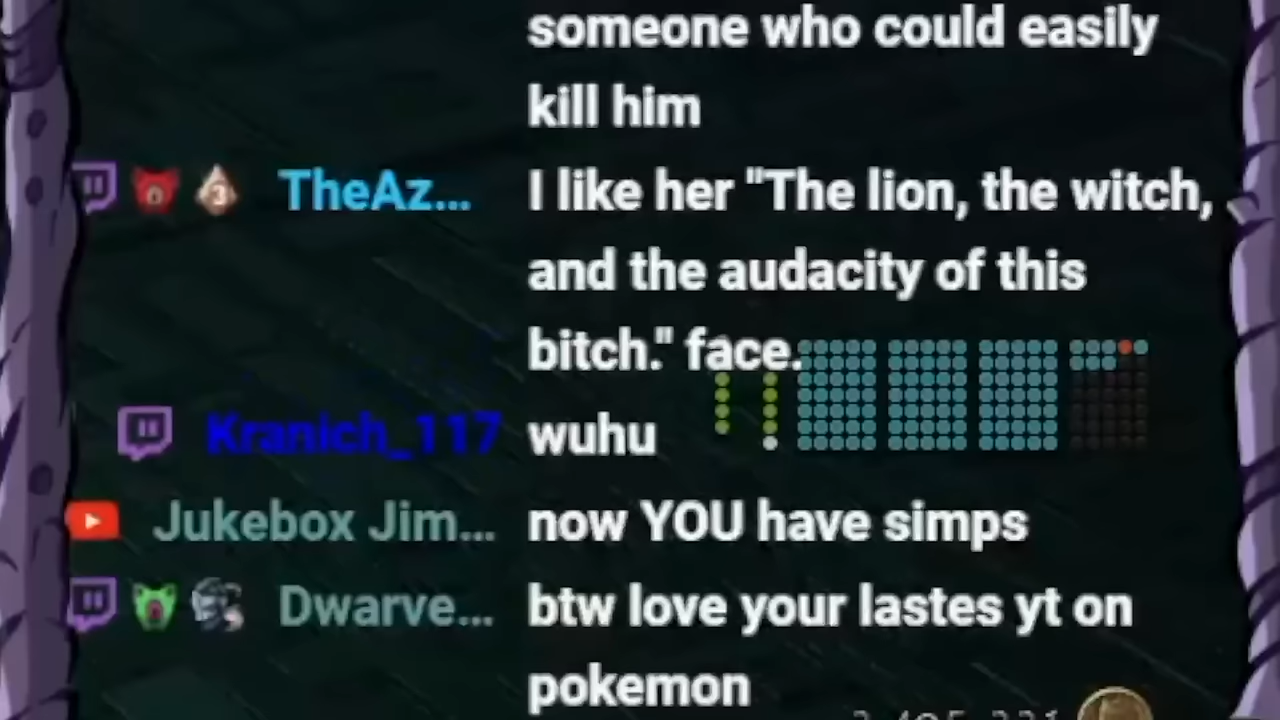 someone who could easily
kill him
TheAz... I like her "The lion, the witch,
and the audacity of this
bitch." face.
Kranich_117 wuhu
Jukebox Jim... now YOU have simps
Dwarve... btw love your lastes yt on
pokemon